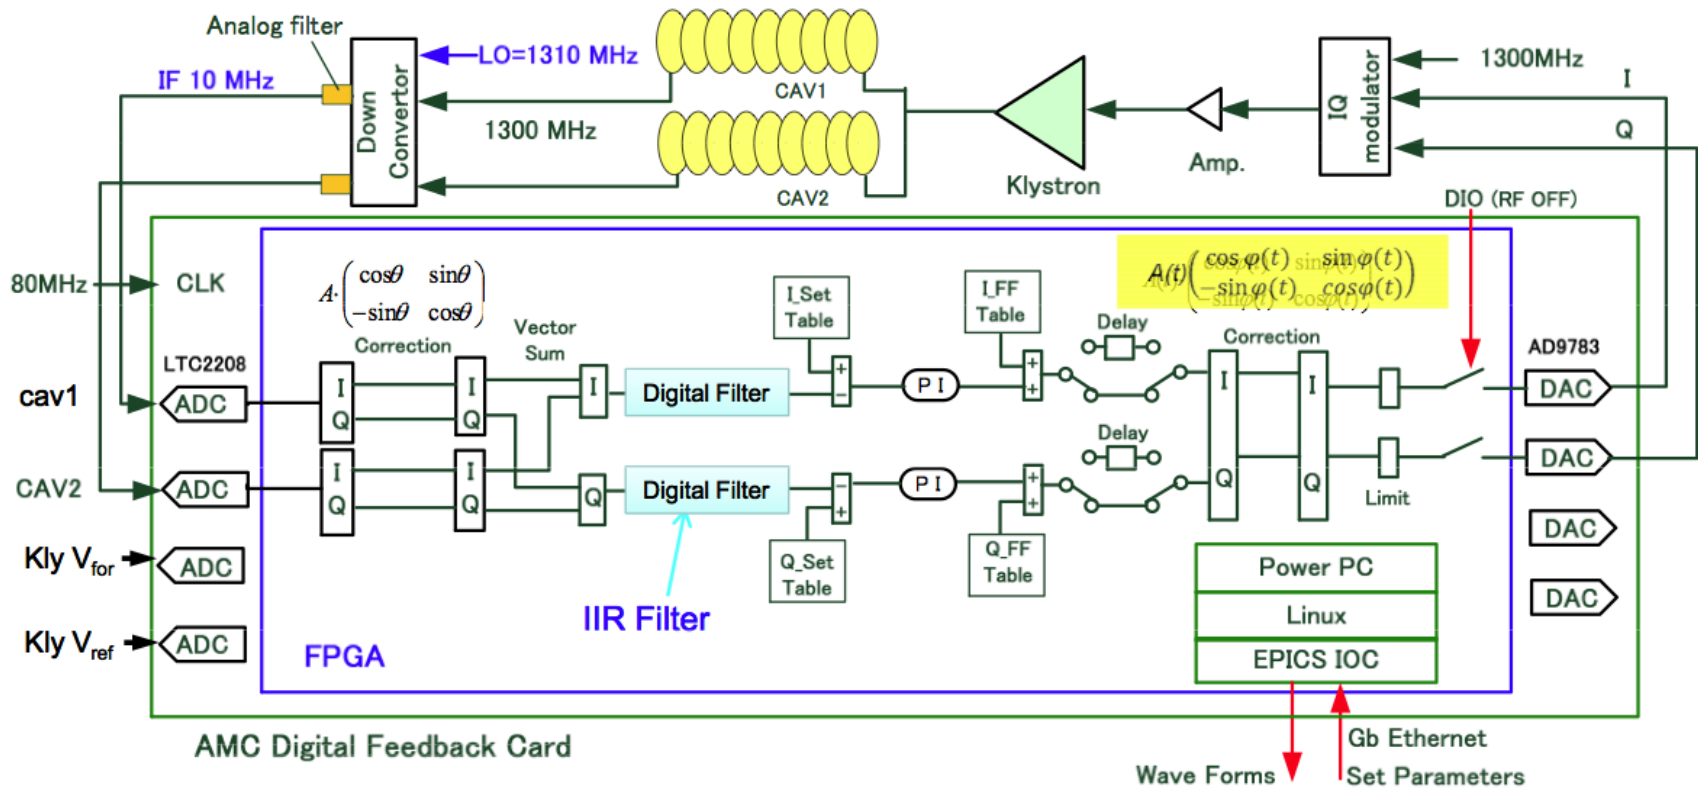 Analog filter
IF 10 MHz
Down
Convertor
LO=1310 MHz
1300 MHz
CAV1
CAV2
Klystron
Amp.
IQ
modulator
1300MHz
I
Q
DIO (RF OFF)
80MHz
CLK
A·(cosθ sinθ
−sinθ cosθ)
Correction
Vector
Sum
I_Set
Table
I_FF
Table
A(t)(cos φ(t) sin φ(t)
−sin φ(t) cosφ(t))
Delay
Correction
LTC2208
AD9783
cav1
ADC
I
Q
I
Q
I
Digital Filter
+
−
P I
+
+
I
Q
I
Q
DAC
CAV2
ADC
I
Q
I
Q
Q
Digital Filter
−
+
P I
+
+
Delay
Limit
DAC
Q_Set
Table
Q_FF
Table
Kly Vfor
ADC
DAC
Kly Vref
ADC
DAC
IIR Filter
FPGA
Power PC
Linux
EPICS IOC
AMC Digital Feedback Card
Gb Ethernet
Wave Forms
Set Parameters